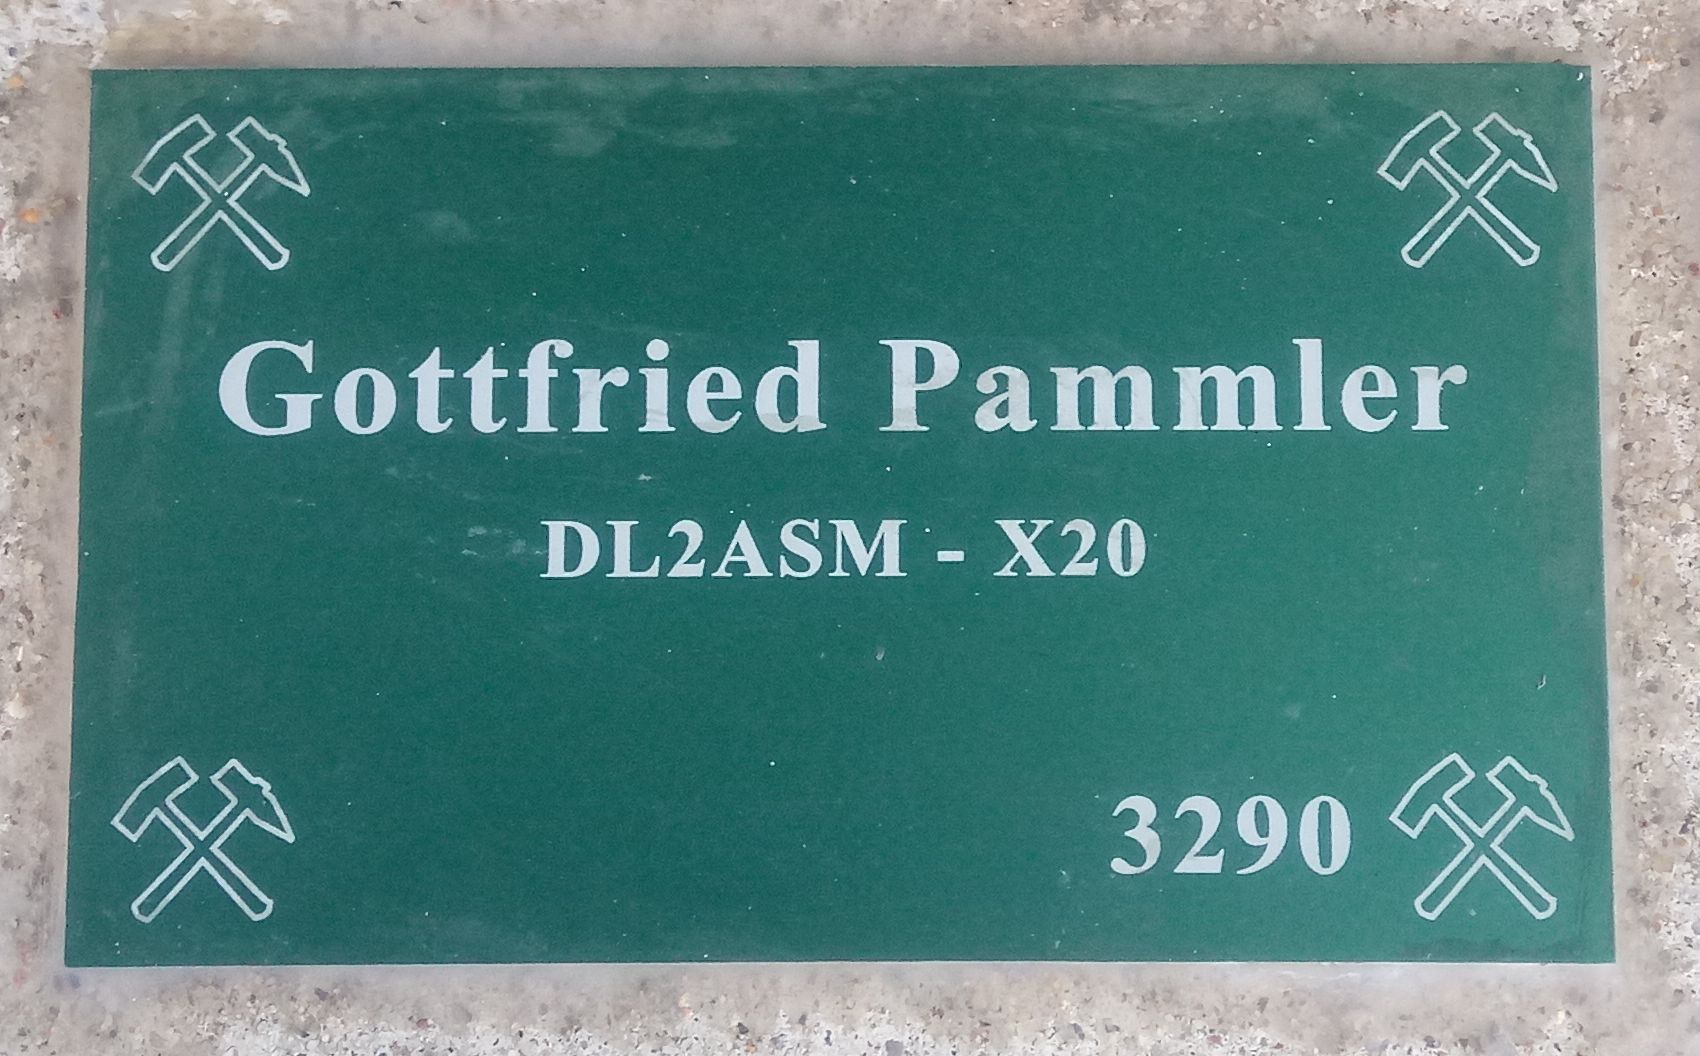 Gottfried Pammler
DL2ASM - X20
3290